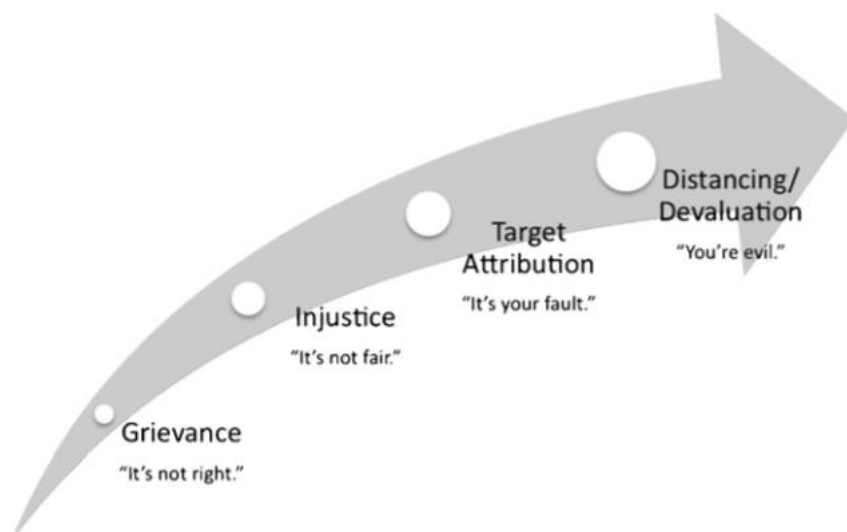 Grievance
“It’s not right.”
Injustice
“It’s not fair.”
Target
Attribution
“It’s your fault.”
Distancing/
Devaluation
“You’re evil.”